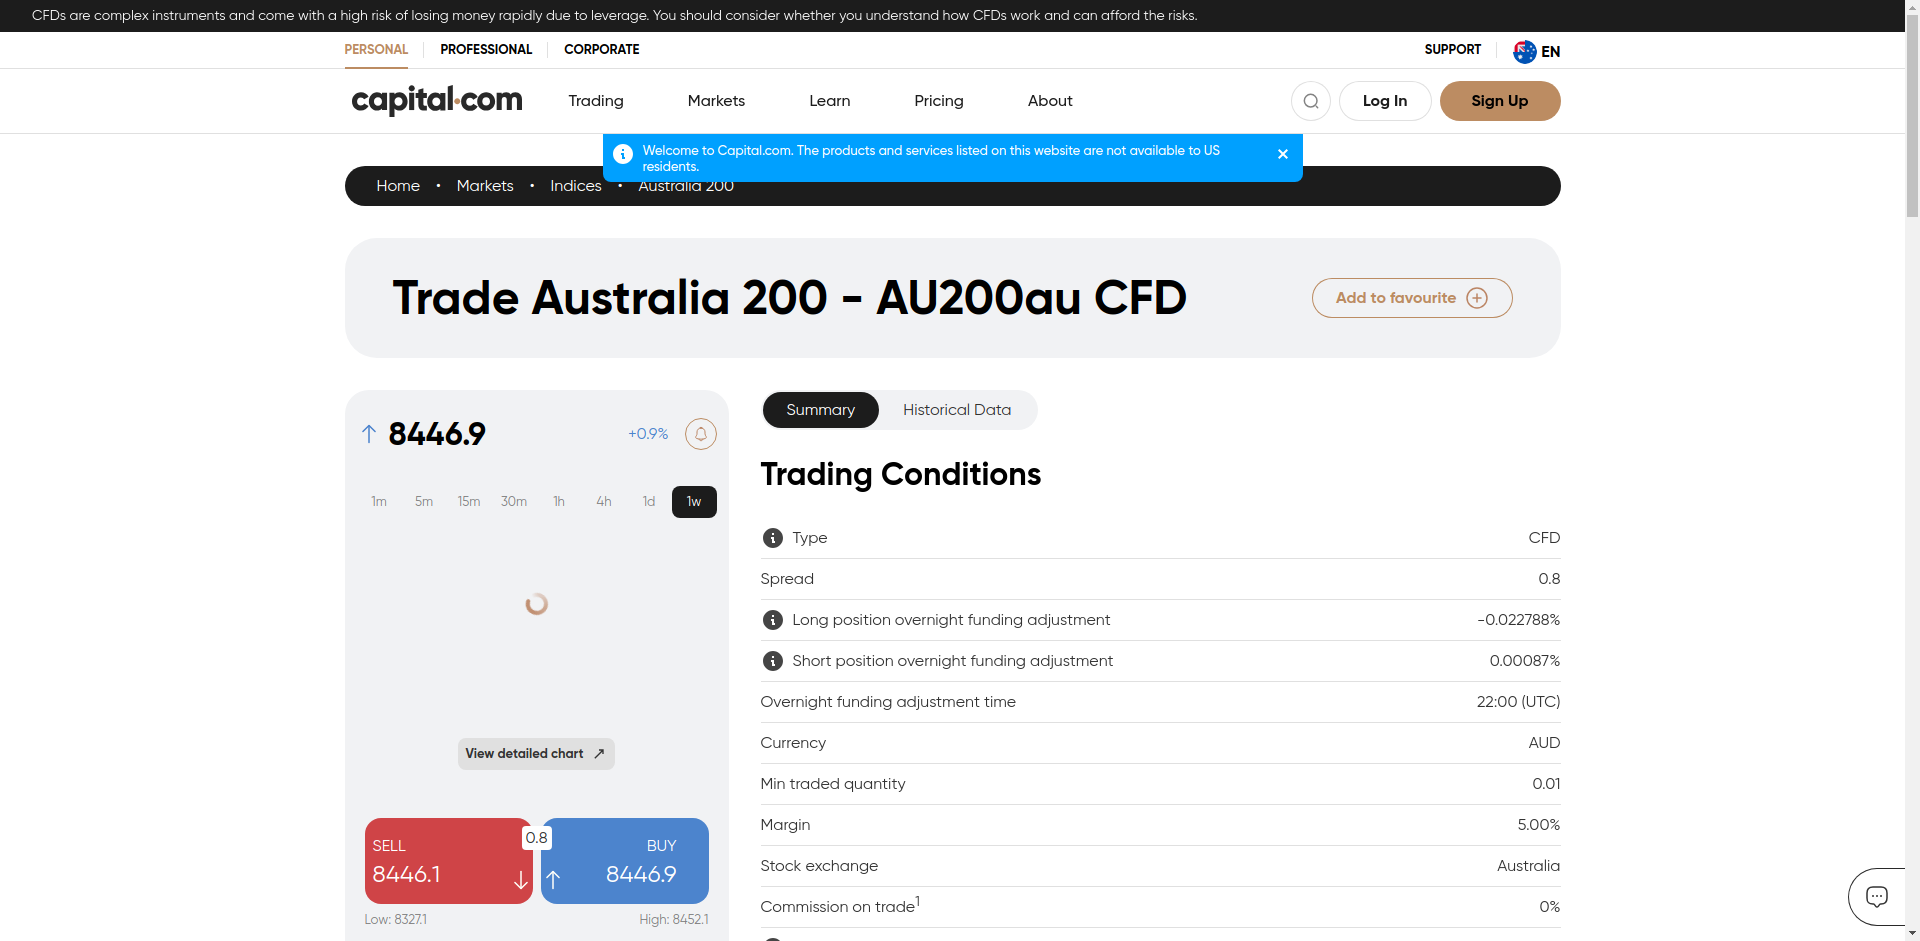 CFDs are complex instruments and come with a high risk of losing money rapidly due to leverage. You should consider whether you understand how CFDs work and can afford the risks.
PERSONAL
PROFESSIONAL
CORPORATE
SUPPORT
EN
capital.com
Trading
Markets
Learn
Pricing
About
Log In
Sign Up
Welcome to Capital.com. The products and services listed on this website are not available to US
residents.
Home • Markets • Indices • Australia 200
Trade Australia 200 - AU200au CFD
Add to favourite
8446.9
+0.9%
1m 5m 15m 30m 1h 4h 1d 1w
View detailed chart
SELL
8446.1
0.8
BUY
8446.9
Low: 8327.1
High: 8452.1
Summary
Historical Data
Trading Conditions
Type CFD
Spread 0.8
Long position overnight funding adjustment -0.022788%
Short position overnight funding adjustment 0.00087%
Overnight funding adjustment time 22:00 (UTC)
Currency AUD
Min traded quantity 0.01
Margin 5.00%
Stock exchange Australia
Commission on trade1 0%